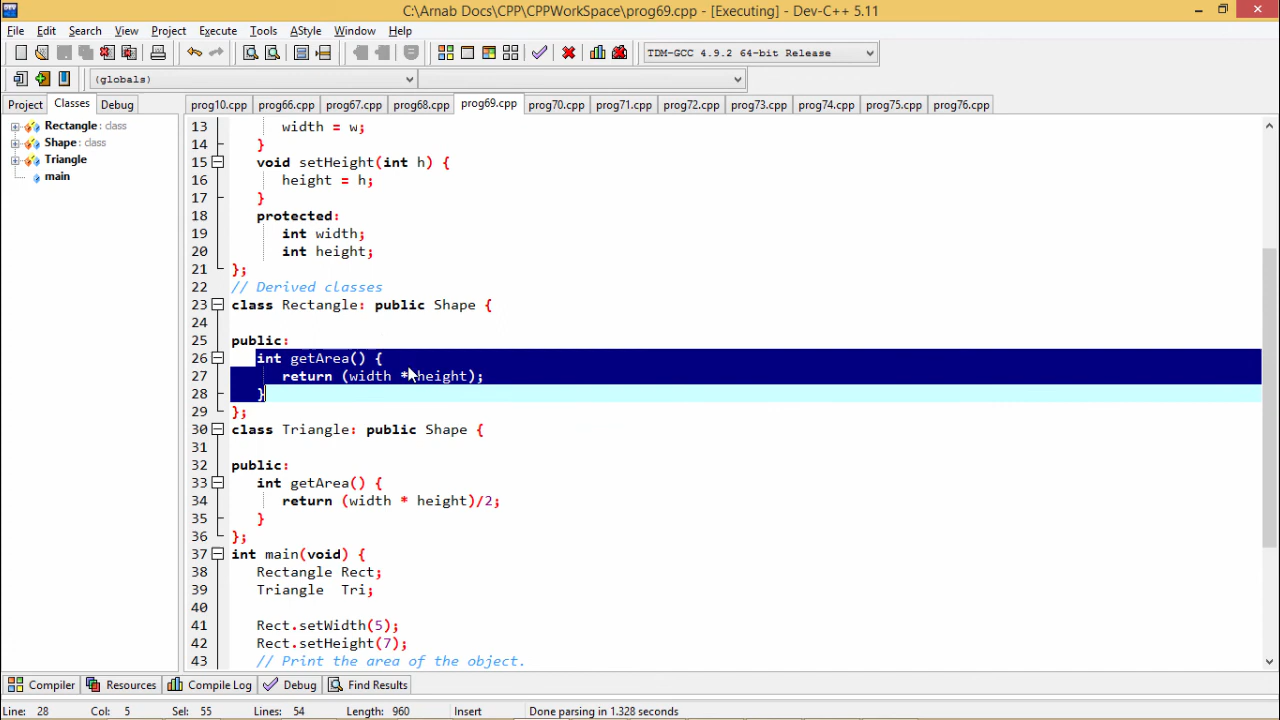 C:\Arnab Docs\CPP\CPPWorkSpace\prog69.cpp - [Executing] - Dev-C++ 5.11
File Edit Search View Project Execute Tools AStyle Window Help
TDM-GCC 4.9.2 64-bit Release
(globals)
Project Classes Debug prog10.cpp prog66.cpp prog67.cpp prog68.cpp prog69.cpp prog70.cpp prog71.cpp prog72.cpp prog73.cpp prog74.cpp prog75.cpp prog76.cpp
Rectangle : class
Shape : class
Triangle
main
13 width = w;
14 }
15 void setHeight(int h) {
16 height = h;
17 }
18 protected:
19 int width;
20 int height;
21 };
22 // Derived classes
23 class Rectangle: public Shape {
24
25 public:
26 int getArea() {
27 return (width * height);
28 }
29 };
30 class Triangle: public Shape {
31
32 public:
33 int getArea() {
34 return (width * height)/2;
35 }
36 };
37 int main(void) {
38 Rectangle Rect;
39 Triangle Tri;
40
41 Rect.setWidth(5);
42 Rect.setHeight(7);
43 // Print the area of the object.
Compiler Resources Compile Log Debug Find Results
Line: 28 Col: 5 Sel: 55 Lines: 54 Length: 960 Insert Done parsing in 1.328 seconds